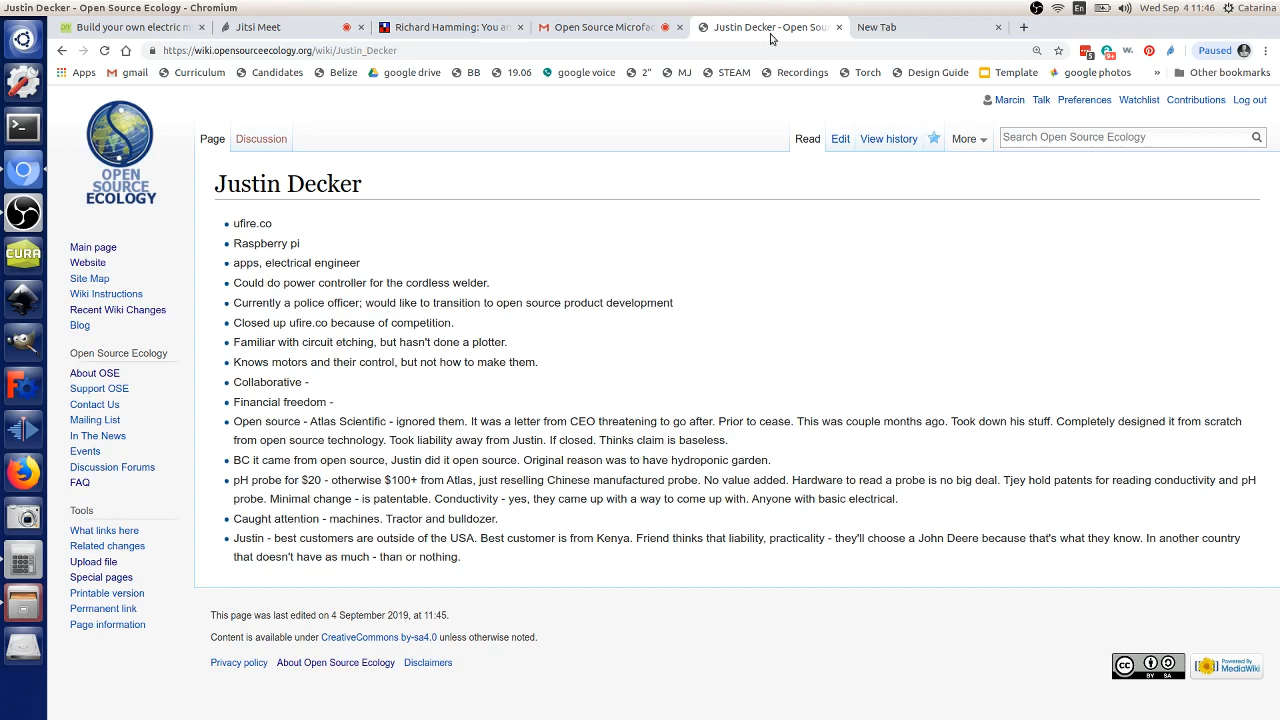 Justin Decker - Open Source Ecology - Chromium
En
Wed Sep 4 11:46
Catarina
Build your own electric m
Jitsi Meet
Richard Hamming: You an
Open Source Microfac
Justin Decker - Open Sour
New Tab
https://wiki.opensourceecology.org/wiki/Justin_Decker
5
9+
Paused
Apps
gmail
Curriculum
Candidates
Belize
google drive
BB
19.06
google voice
2"
MJ
STEAM
Recordings
Torch
Design Guide
Template
google photos
»
Other bookmarks
Marcin
Talk
Preferences
Watchlist
Contributions
Log out
OPEN
SOURCE
ECOLOGY
Page
Discussion
Read
Edit
View history
More
Search Open Source Ecology
CURA
Main page
Website
Site Map
Wiki Instructions
Recent Wiki Changes
Blog
Open Source Ecology
About OSE
Support OSE
Contact Us
Mailing List
In The News
Events
Discussion Forums
FAQ
Tools
What links here
Related changes
Upload file
Special pages
Printable version
Permanent link
Page information
Justin Decker
• ufire.co
• Raspberry pi
• apps, electrical engineer
• Could do power controller for the cordless welder.
• Currently a police officer; would like to transition to open source product development
• Closed up ufire.co because of competition.
• Familiar with circuit etching, but hasn't done a plotter.
• Knows motors and their control, but not how to make them.
• Collaborative -
• Financial freedom -
• Open source - Atlas Scientific - ignored them. It was a letter from CEO threatening to go after. Prior to cease. This was couple months ago. Took down his stuff. Completely designed it from scratch
from open source technology. Took liability away from Justin. If closed. Thinks claim is baseless.
• BC it came from open source, Justin did it open source. Original reason was to have hydroponic garden.
• pH probe for $20 - otherwise $100+ from Atlas, just reselling Chinese manufactured probe. No value added. Hardware to read a probe is no big deal. Tjey hold patents for reading conductivity and pH
probe. Minimal change - is patentable. Conductivity - yes, they came up with a way to come up with. Anyone with basic electrical.
• Caught attention - machines. Tractor and bulldozer.
• Justin - best customers are outside of the USA. Best customer is from Kenya. Friend thinks that liability, practicality - they'll choose a John Deere because that's what they know. In another country
that doesn't have as much - than or nothing.
This page was last edited on 4 September 2019, at 11:45.
Content is available under CreativeCommons by-sa4.0 unless otherwise noted.
Privacy policy
About Open Source Ecology
Disclaimers
cc
BY SA
Powered By
MediaWiki